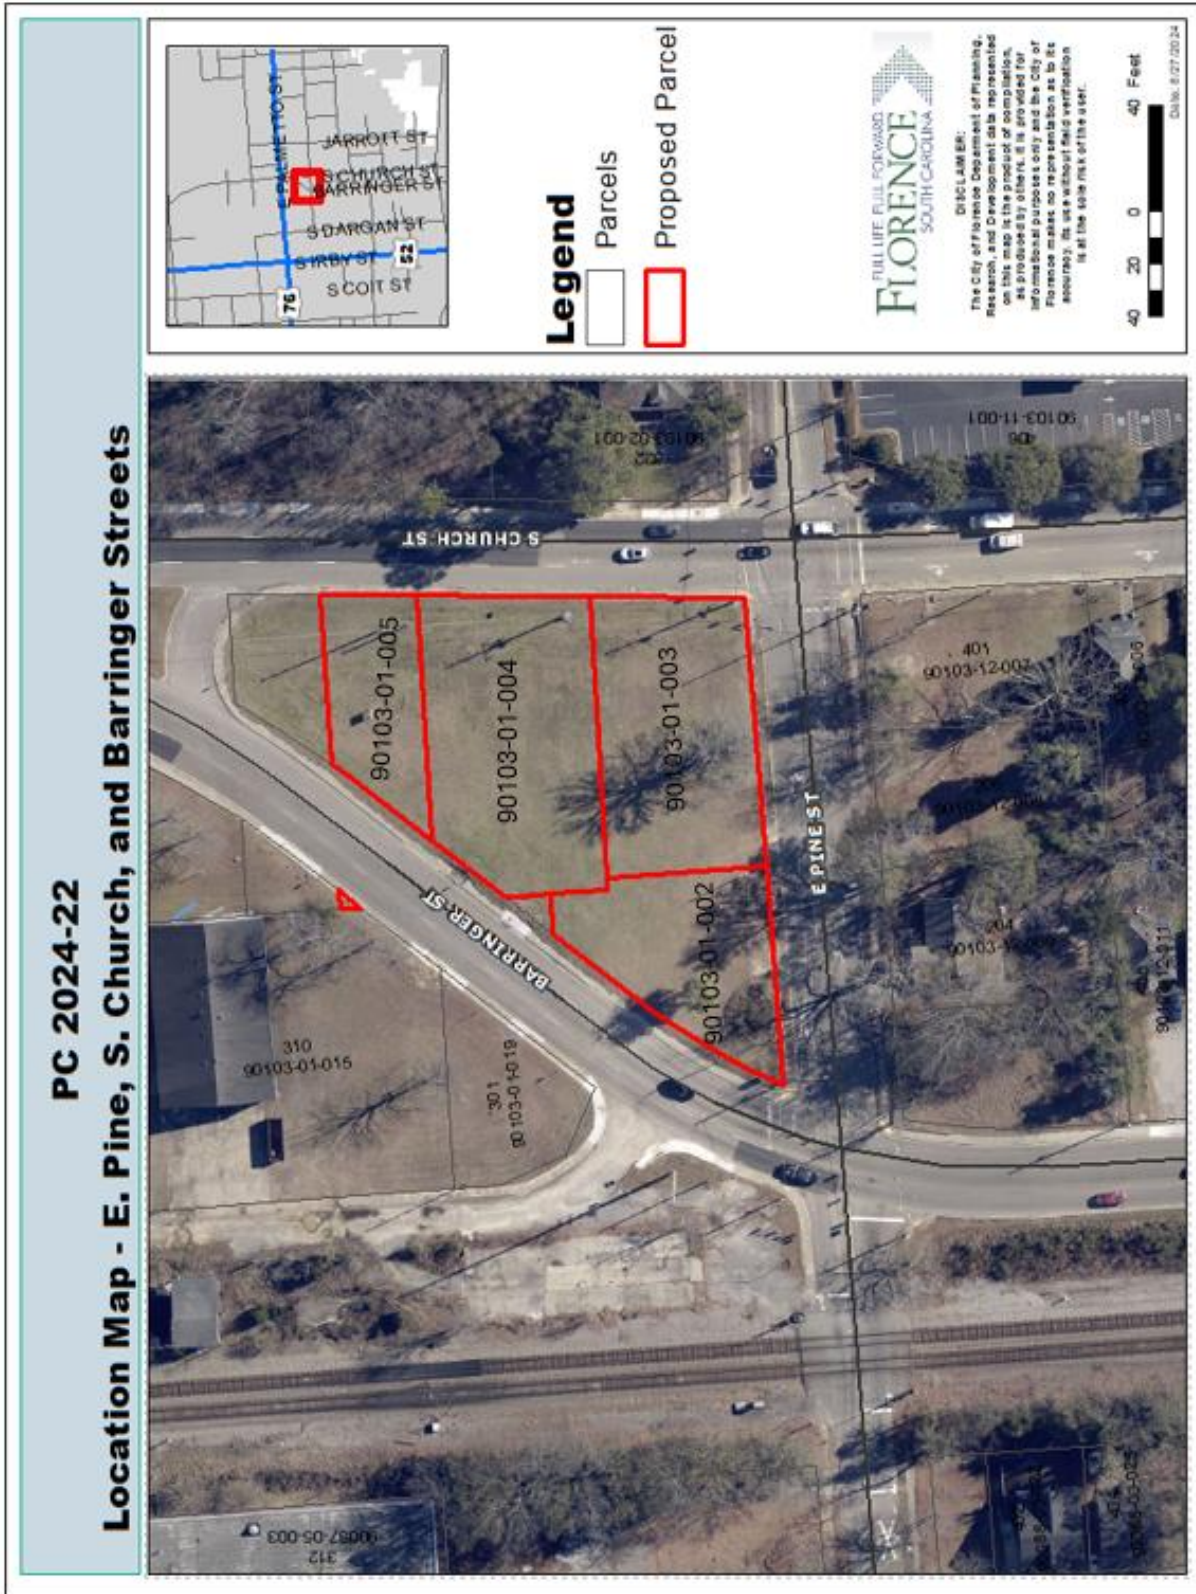 PC 2024-22
Location Map - E. Pine, S. Church, and Barringer Streets
S CHURCH ST
BARRINGER ST
E PINE ST
90103-01-005
90103-01-004
90103-01-003
90103-01-002
310
90103-01-015
301
90103-01-019
90103-02-001
406
90103-11-001
401
90103-12-007
204
312
90087-05-003
E PALMETTO ST
JARROTT ST
S CHURCH ST
BARRINGER ST
S DARGAN ST
S IRBY ST
S COIT ST
76
52
Legend
Parcels
Proposed Parcel
FULL LIFE. FULL FORWARD.
FLORENCE
SOUTH CAROLINA
DISCLAIMER:
The City of Florence Department of Planning,
Research, and Development data represented
on this map is the product of compilation,
as produced by others. It is provided for
informational purposes only and the City of
Florence makes no representation as to its
accuracy. Its use without field verification
is at the sole risk of the user.
40 20 0 40 Feet
Date: 8/27/2024